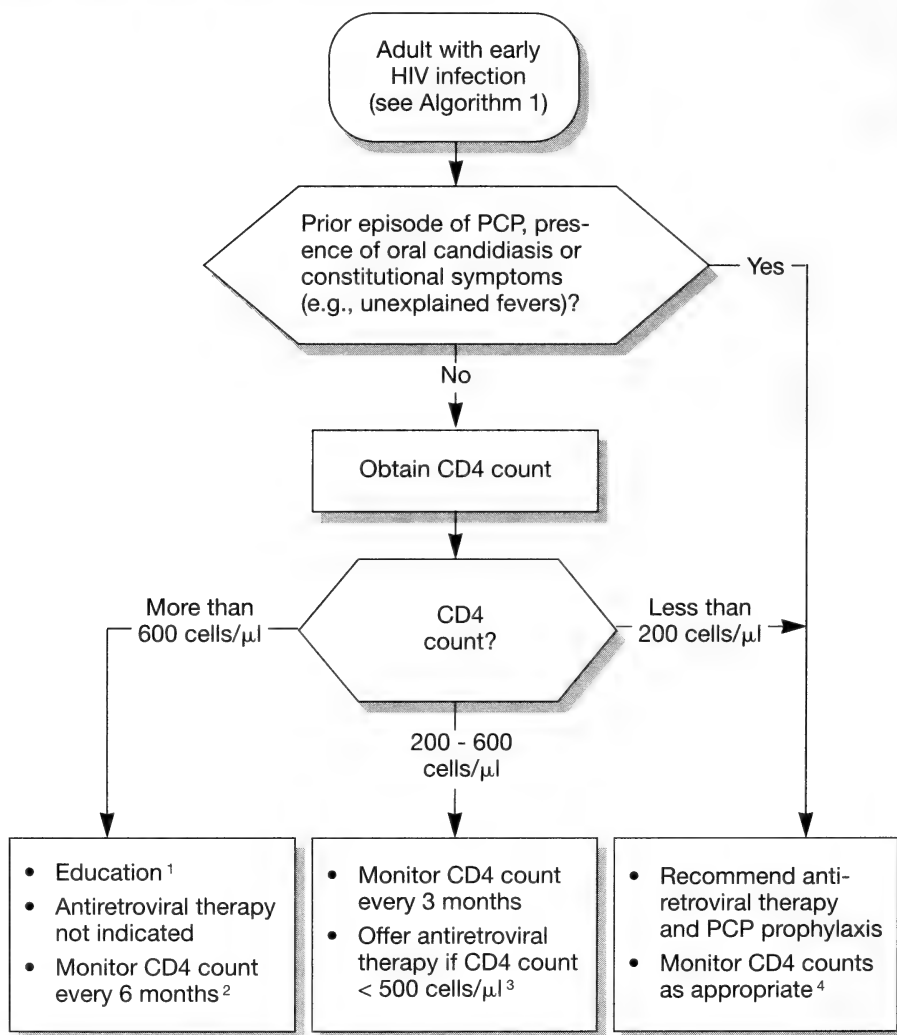 Adult with early
HIV infection
(see Algorithm 1)
Prior episode of PCP, pres-
ence of oral candidiasis or
constitutional symptoms
(e.g., unexplained fevers)?
Yes
No
Obtain CD4 count
More than
600 cells/µl
CD4
count?
Less than
200 cells/µl
200 - 600
cells/µl
• Education 1
• Antiretroviral therapy
not indicated
• Monitor CD4 count
every 6 months 2
• Monitor CD4 count
every 3 months
• Offer antiretroviral
therapy if CD4 count
< 500 cells/µl 3
• Recommend anti-
retroviral therapy
and PCP prophylaxis
• Monitor CD4 counts
as appropriate 4